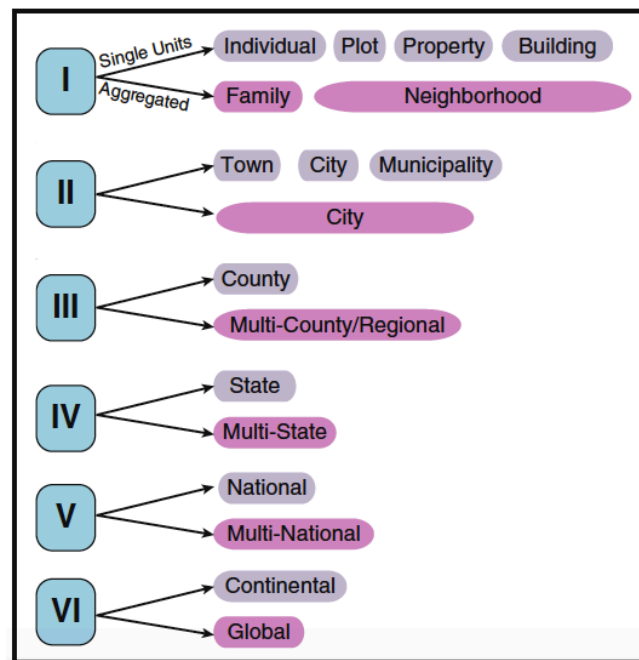 Single Units
Individual Plot Property Building
I
Aggregated
Family Neighborhood
Town City Municipality
II
City
County
III
Multi-County/Regional
State
IV
Multi-State
National
V
Multi-National
Continental
VI
Global